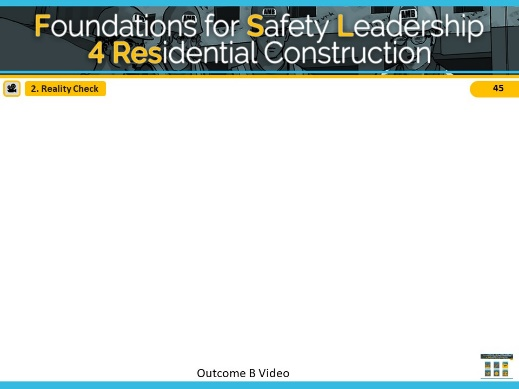 Foundations for Safety Leadership
4 Residential Construction
2. Reality Check
45
Outcome B Video